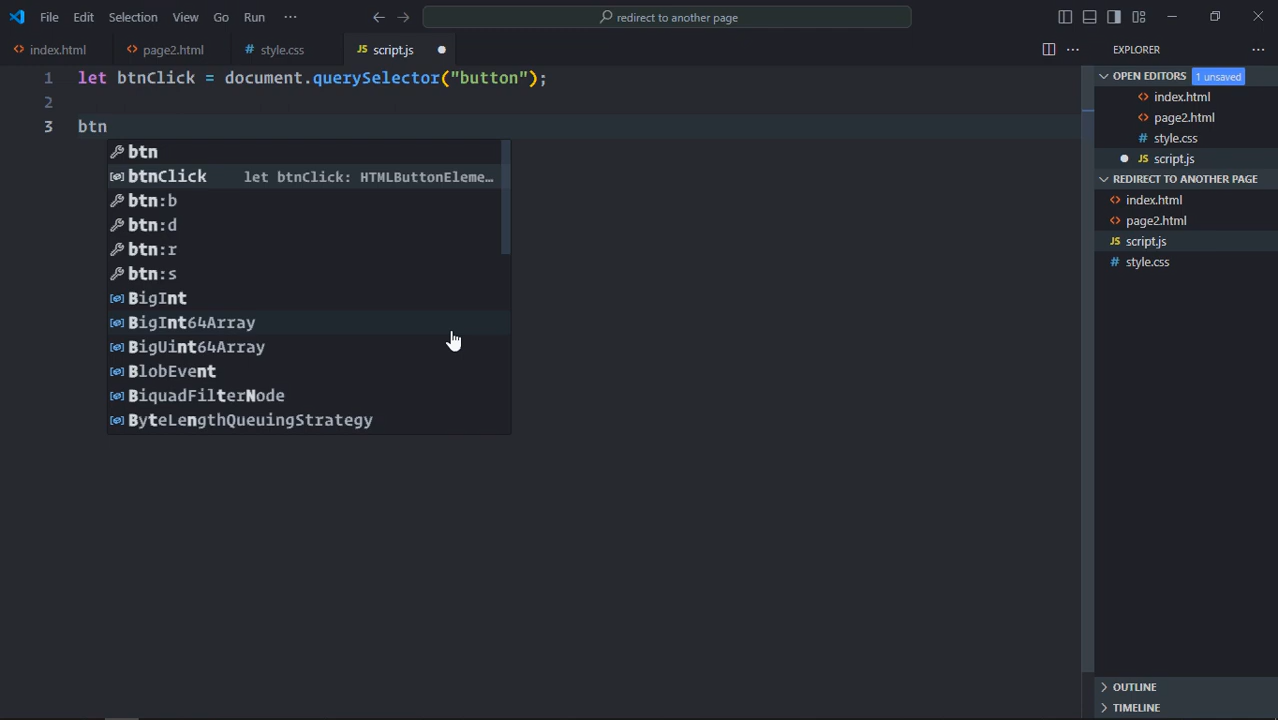 File Edit Selection View Go Run ···
redirect to another page
index.html page2.html style.css JS script.js
EXPLORER
1 let btnClick = document.querySelector("button");
2
3 btn
btn
btnClick let btnClick: HTMLButtonEleme…
btn:b
btn:d
btn:r
btn:s
BigInt
BigInt64Array
BigUint64Array
BlobEvent
BiquadFilterNode
ByteLengthQueuingStrategy
OPEN EDITORS 1 unsaved
index.html
page2.html
# style.css
JS script.js
REDIRECT TO ANOTHER PAGE
index.html
page2.html
JS script.js
# style.css
OUTLINE
TIMELINE